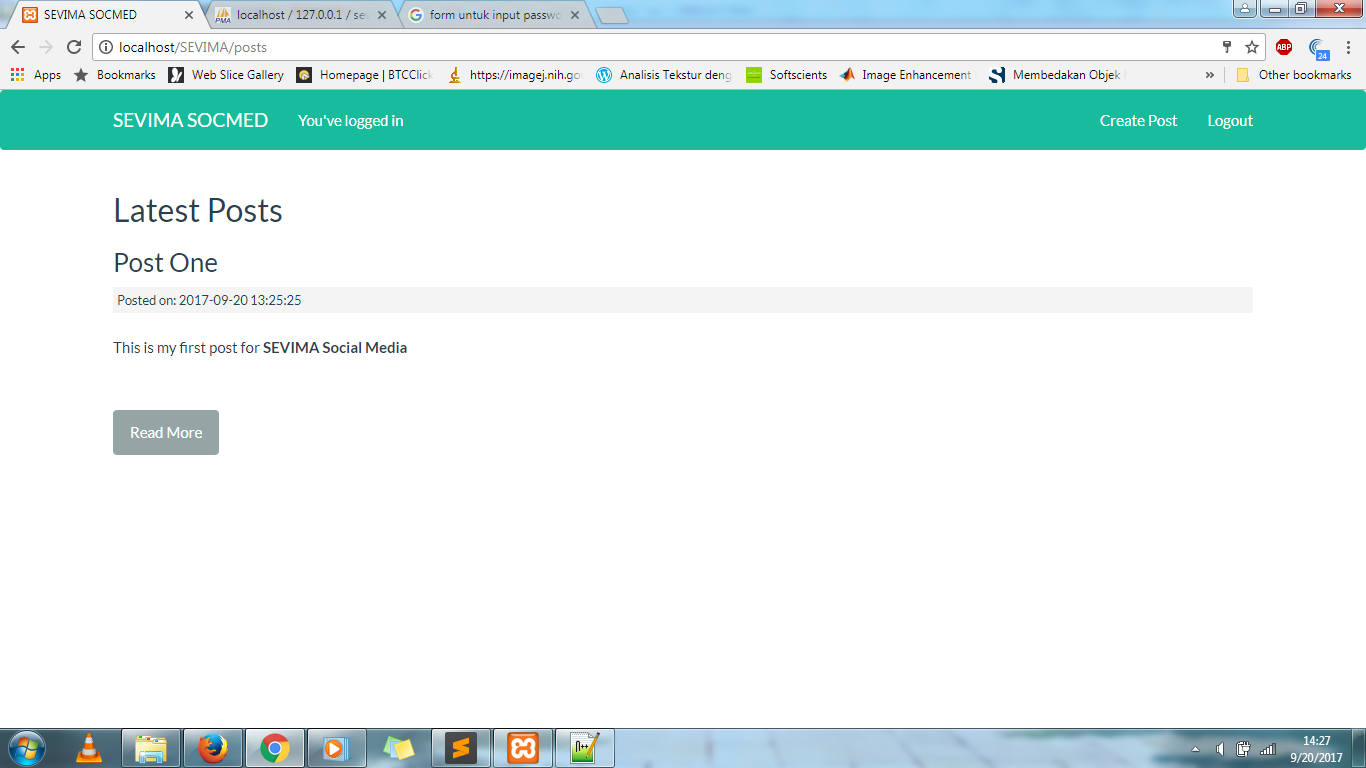 SEVIMA SOCMED
localhost / 127.0.0.1 / sev
form untuk input passwo
localhost/SEVIMA/posts
ABP
24
Apps
Bookmarks
Web Slice Gallery
Homepage | BTCClick
https://imagej.nih.go
Analisis Tekstur deng
Softscients
Image Enhancement
Membedakan Objek
»
Other bookmarks
SEVIMA SOCMED
You've logged in
Create Post
Logout
Latest Posts
Post One
Posted on: 2017-09-20 13:25:25
This is my first post for SEVIMA Social Media
Read More
14:27
9/20/2017